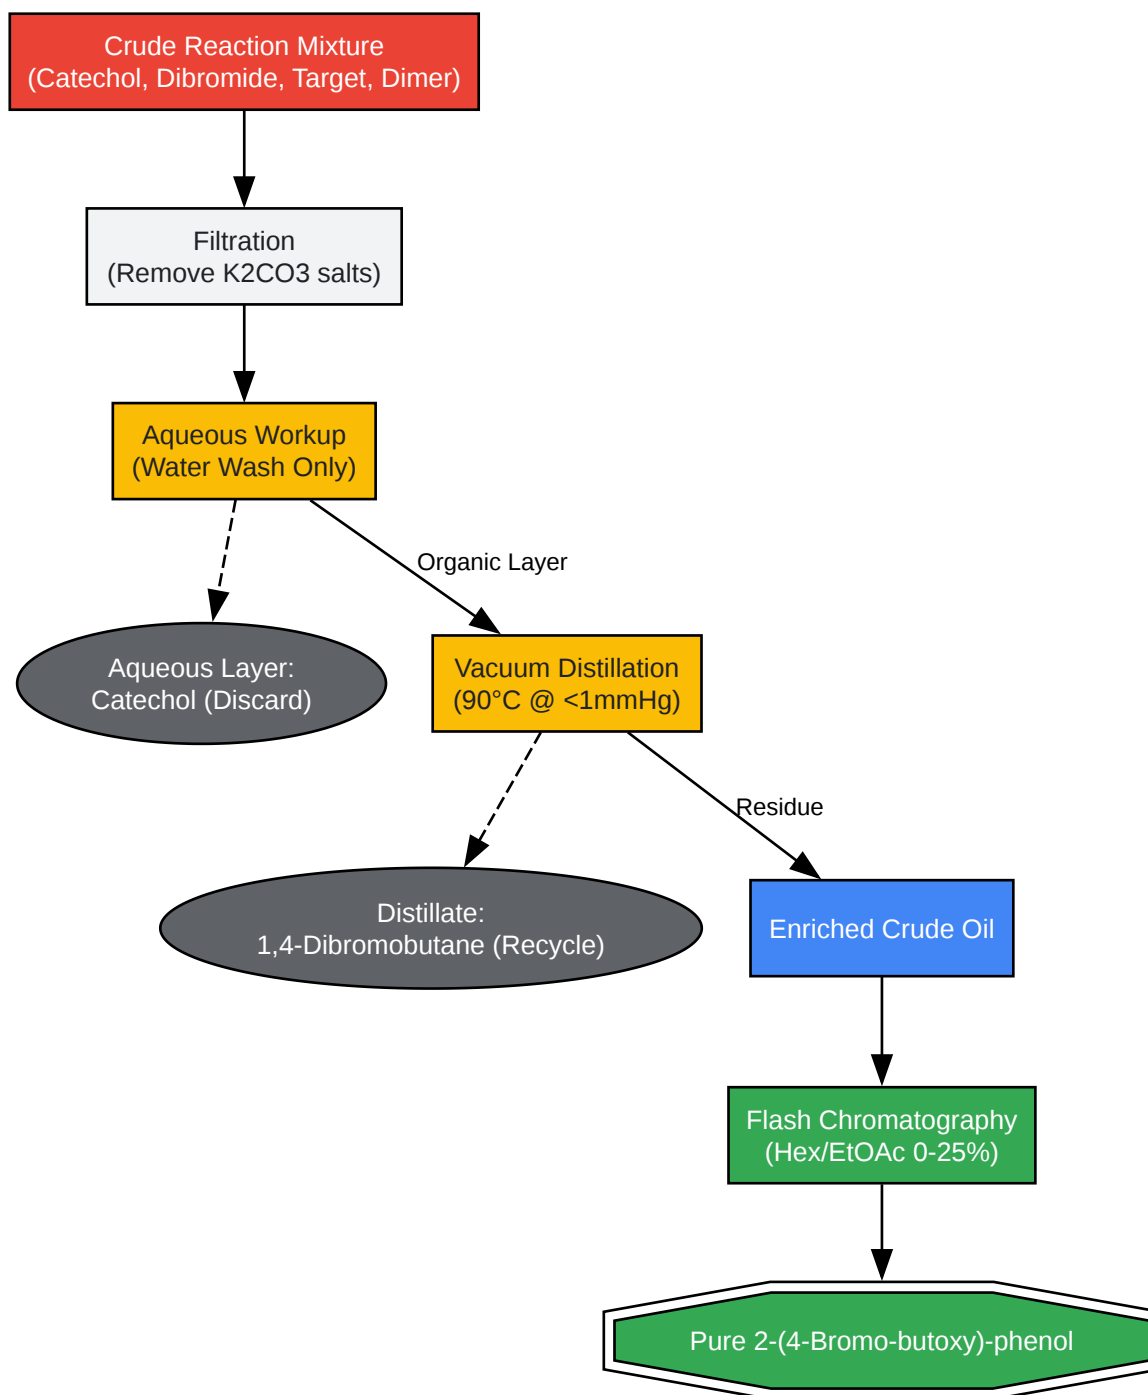 Crude Reaction Mixture
(Catechol, Dibromide, Target, Dimer)
Filtration
(Remove K2CO3 salts)
Aqueous Workup
(Water Wash Only)
Organic Layer
Aqueous Layer:
Catechol (Discard)
Vacuum Distillation
(90°C @ <1mmHg)
Residue
Distillate:
1,4-Dibromobutane (Recycle)
Enriched Crude Oil
Flash Chromatography
(Hex/EtOAc 0-25%)
Pure 2-(4-Bromo-butoxy)-phenol